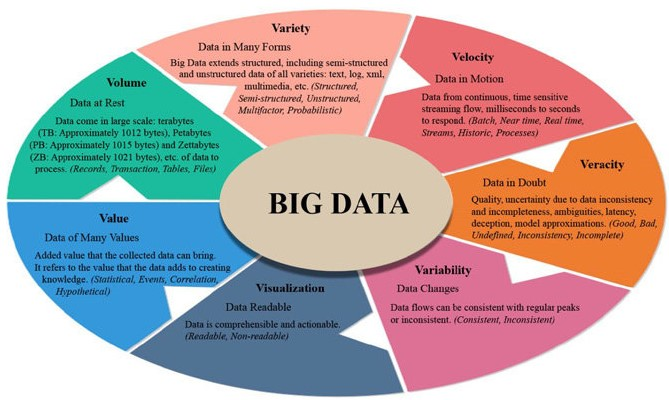 Variety
Data in Many Forms
Big Data extends structured, including semi-structured
and unstructured data of all varieties: text, log, xml,
multimedia, etc. (Structured,
Semi-structured, Unstructured,
Multifactor, Probabilistic)
Velocity
Data in Motion
Data from continuous, time sensitive
streaming flow, milliseconds to seconds
to respond. (Batch, Near time, Real time,
Streams, Historic, Processes)
Volume
Data at Rest
Data come in large scale: terabytes
(TB: Approximately 1012 bytes), Petabytes
(PB: Approximately 1015 bytes) and Zettabytes
(ZB: Approximately 1021 bytes), etc. of data to
process. (Records, Transaction, Tables, Files)
Veracity
Data in Doubt
Quality, uncertainty due to data inconsistency
and incompleteness, ambiguities, latency,
deception, model approximations. (Good, Bad,
Undefined, Inconsistency, Incomplete)
BIG DATA
Value
Data of Many Values
Added value that the collected data can bring.
It refers to the value that the data adds to creating
knowledge. (Statistical, Events, Correlation,
Hypothetical)
Visualization
Data Readable
Data is comprehensible and actionable.
(Readable, Non-readable)
Variability
Data Changes
Data flows can be consistent with regular peaks
or inconsistent. (Consistent, Inconsistent)